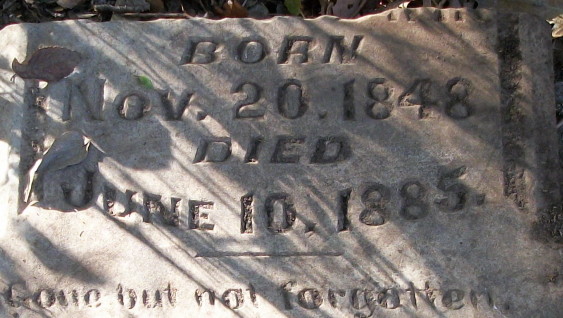 BORN
Nov. 20. 1848
DIED
JUNE 10, 1885.
Gone but not forgotten.